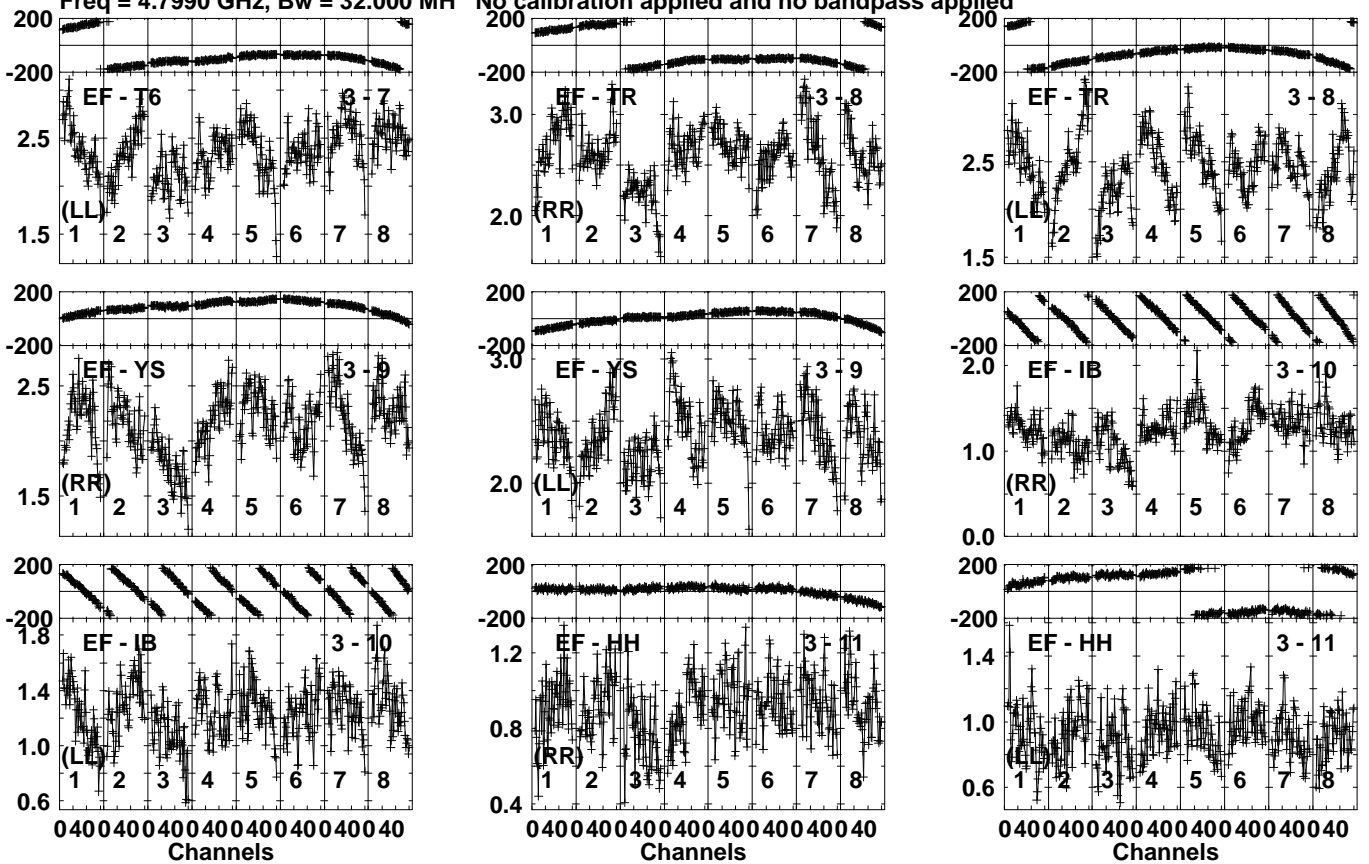 Freq = 4.7990 GHz, Bw = 32.000 MH No calibration applied and no bandpass applied
200 200 200
-200 -200 -200
EF - T6 3 - 7 EF - TR 3 - 8 EF - TR 3 - 8
2.5 3.0 2.5
(LL) 2.0 (RR) (LL)
1.5 1.5
1 2 3 4 5 6 7 8 1 2 3 4 5 6 7 8 1 2 3 4 5 6 7 8
200 200 200
-200 -200 -200
EF - YS 3 - 9 3.0 EF - YS 3 - 9 2.0 EF - IB 3 - 10
2.5 1.0
(RR) 2.0 (LL) (RR)
1.5 0.0
1 2 3 4 5 6 7 8 1 2 3 4 5 6 7 8 1 2 3 4 5 6 7 8
200 200 200
-200 -200 -200
1.8 EF - IB 3 - 10 1.2 EF - HH 3 - 11 1.4 EF - HH 3 - 11
1.4 0.8 1.0
1.0 (LL) (RR) (LL)
0.6 0.4 0.6
1 2 3 4 5 6 7 8 1 2 3 4 5 6 7 8 1 2 3 4 5 6 7 8
0 40 0 40 0 40 0 40 0 40 0 40 0 40 0 40 0 40 0 40 0 40 0 40 0 40 0 40 0 40 0 40 0 40 0 40 0 40 0 40 0 40 0 40 0 40 0 40
Channels Channels Channels